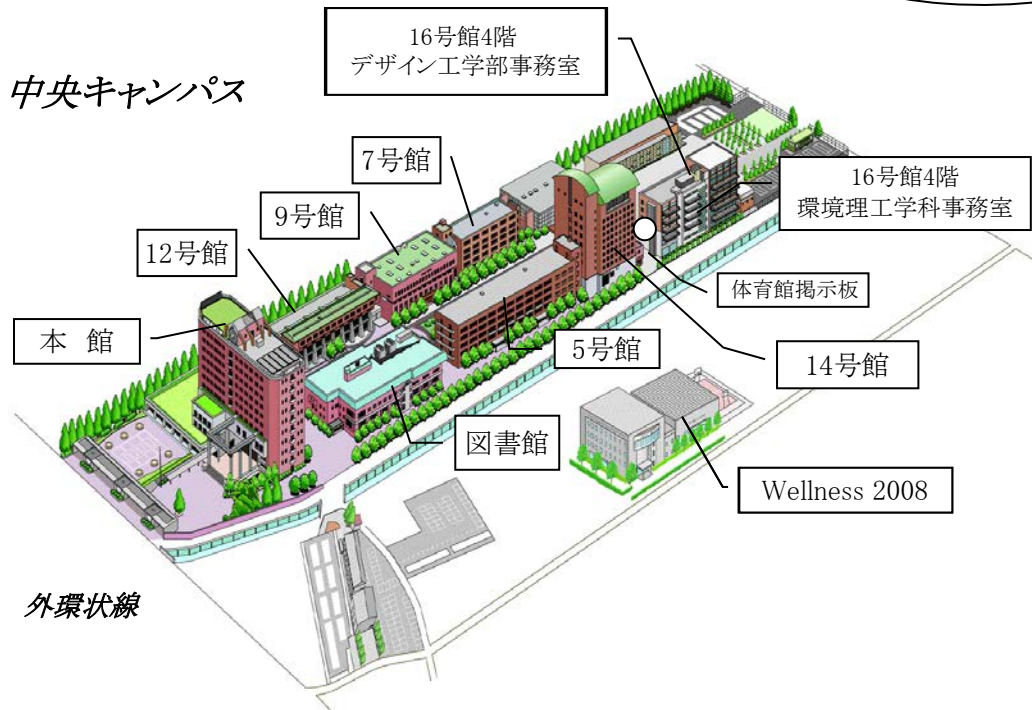 16号館4階
デザイン工学部事務室
中央キャンパス
7号館
16号館4階
環境理工学科事務室
9号館
12号館
体育館掲示板
本 館
5号館
14号館
図書館
Wellness 2008
外環状線